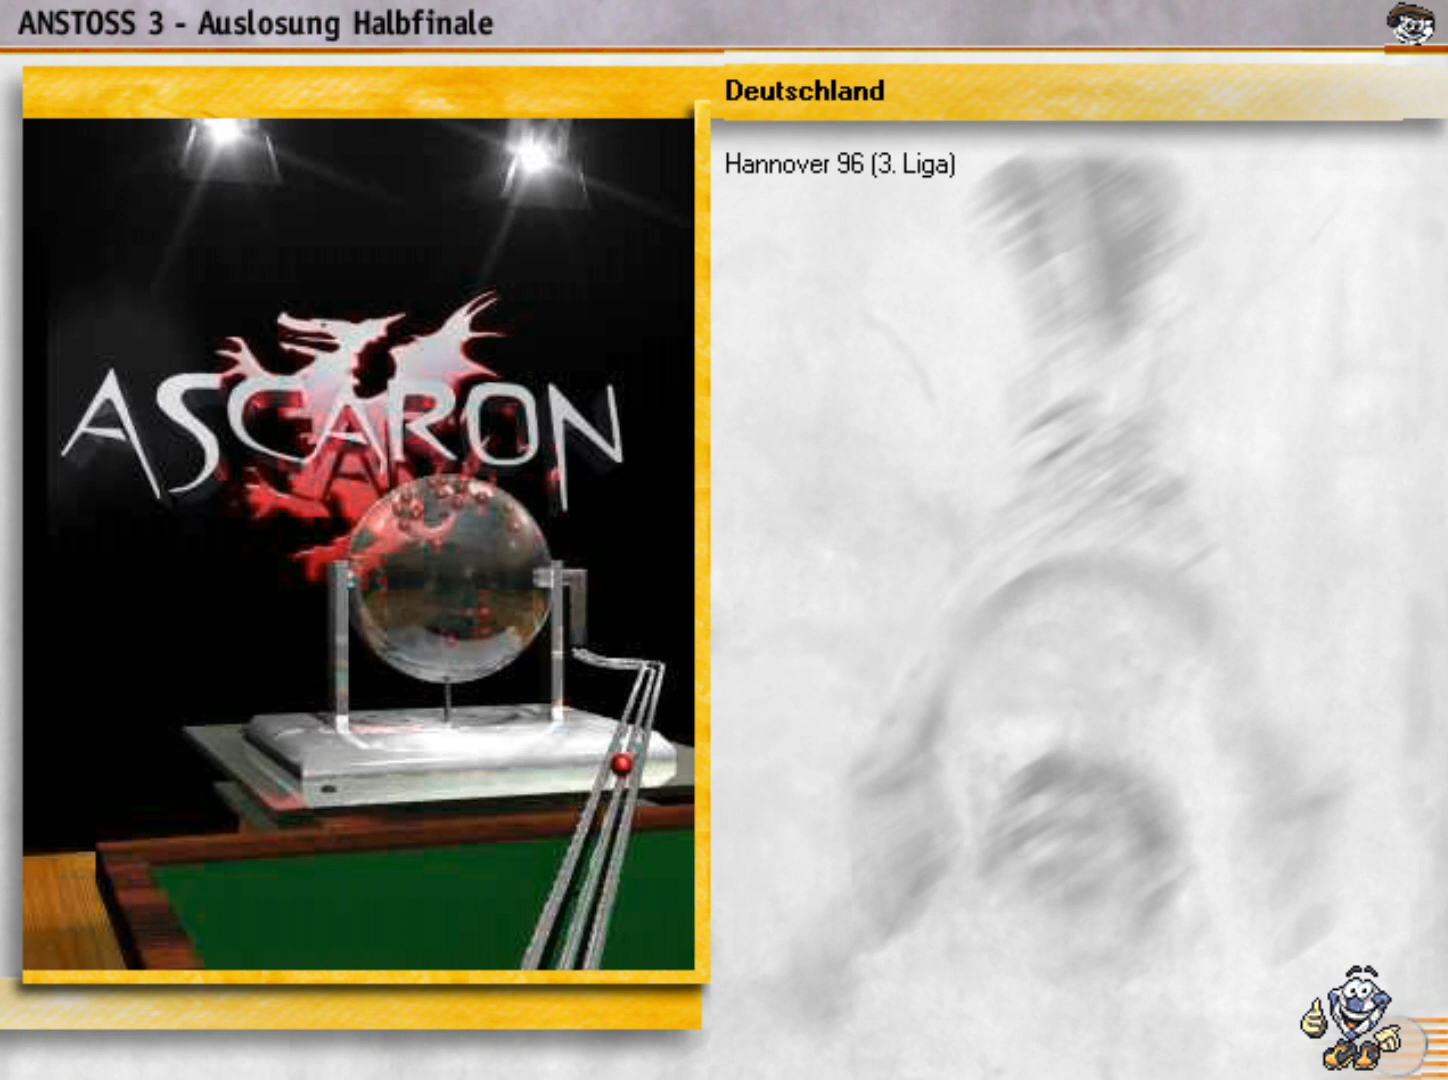 ANSTOSS 3 - Auslosung Halbfinale
Deutschland
Hannover 96 (3. Liga)
ASCARON